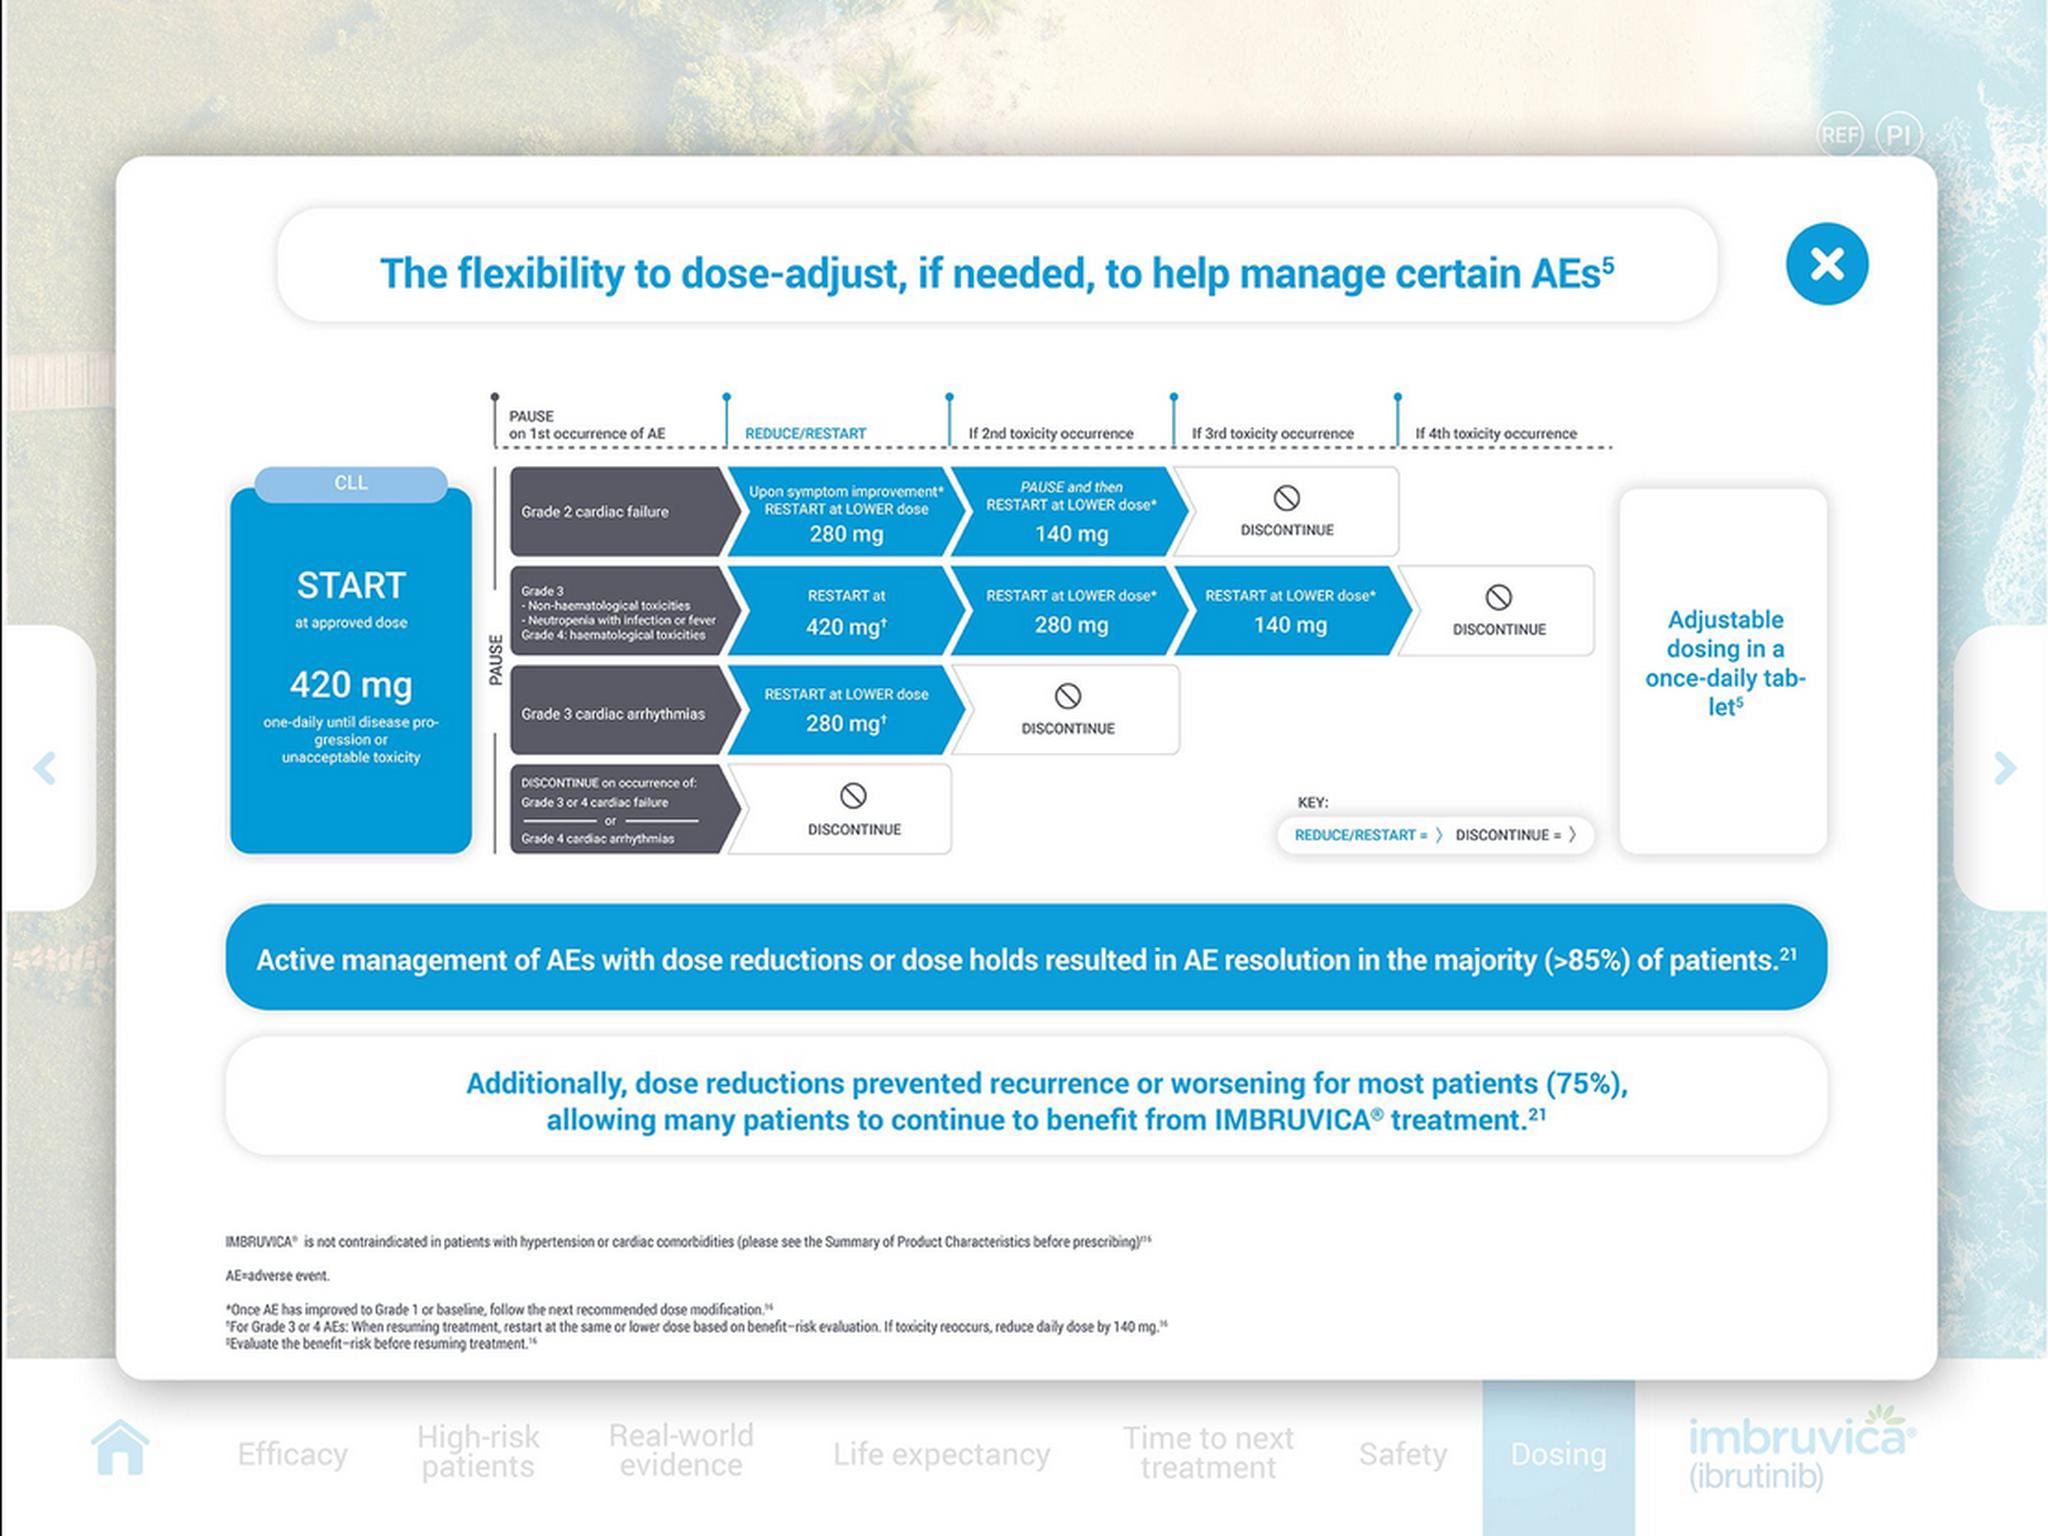 REF PI
The flexibility to dose-adjust, if needed, to help manage certain AEs⁵
PAUSE
on 1st occurrence of AE
REDUCE/RESTART
If 2nd toxicity occurrence
If 3rd toxicity occurrence
If 4th toxicity occurrence
CLL
START
at approved dose
420 mg
one-daily until disease pro-
gression or
unacceptable toxicity
PAUSE
Grade 2 cardiac failure
Upon symptom improvement*
RESTART at LOWER dose
280 mg
PAUSE and then
RESTART at LOWER dose*
140 mg
DISCONTINUE
Grade 3
- Non-haematological toxicities
- Neutropenia with infection or fever
Grade 4: haematological toxicities
RESTART at
420 mg†
RESTART at LOWER dose*
280 mg
RESTART at LOWER dose*
140 mg
DISCONTINUE
Grade 3 cardiac arrhythmias
RESTART at LOWER dose
280 mg†
DISCONTINUE
DISCONTINUE on occurrence of:
Grade 3 or 4 cardiac failure
or
Grade 4 cardiac arrhythmias
DISCONTINUE
KEY:
REDUCE/RESTART = 〉 DISCONTINUE = 〉
Adjustable
dosing in a
once-daily tab-
let⁵
Active management of AEs with dose reductions or dose holds resulted in AE resolution in the majority (>85%) of patients.²¹
Additionally, dose reductions prevented recurrence or worsening for most patients (75%),
allowing many patients to continue to benefit from IMBRUVICA® treatment.²¹
IMBRUVICA® is not contraindicated in patients with hypertension or cardiac comorbidities (please see the Summary of Product Characteristics before prescribing)
AE=adverse event.
*Once AE has improved to Grade 1 or baseline, follow the next recommended dose modification.¹⁶
†For Grade 3 or 4 AEs: When resuming treatment, restart at the same or lower dose based on benefit–risk evaluation. If toxicity reoccurs, reduce daily dose by 140 mg.¹⁶
‡Evaluate the benefit–risk before resuming treatment.¹⁶
Efficacy
High-risk
patients
Real-world
evidence
Life expectancy
Time to next
treatment
Safety
Dosing
imbruvica®
(ibrutinib)